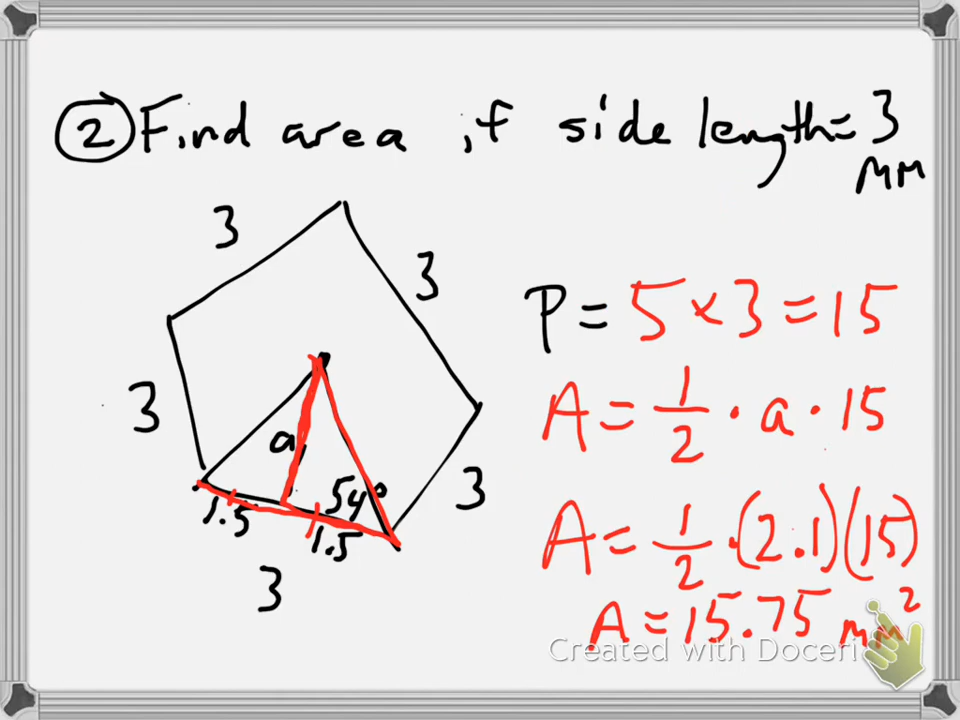 ② Find area if side length = 3
MM
3
3
P = 5 × 3 = 15
3
A = 1/2 · a · 15
a
3
54°
1.5
1.5
A = 1/2 · (2.1)(15)
3
A = 15.75 mm²
Created with Doceri